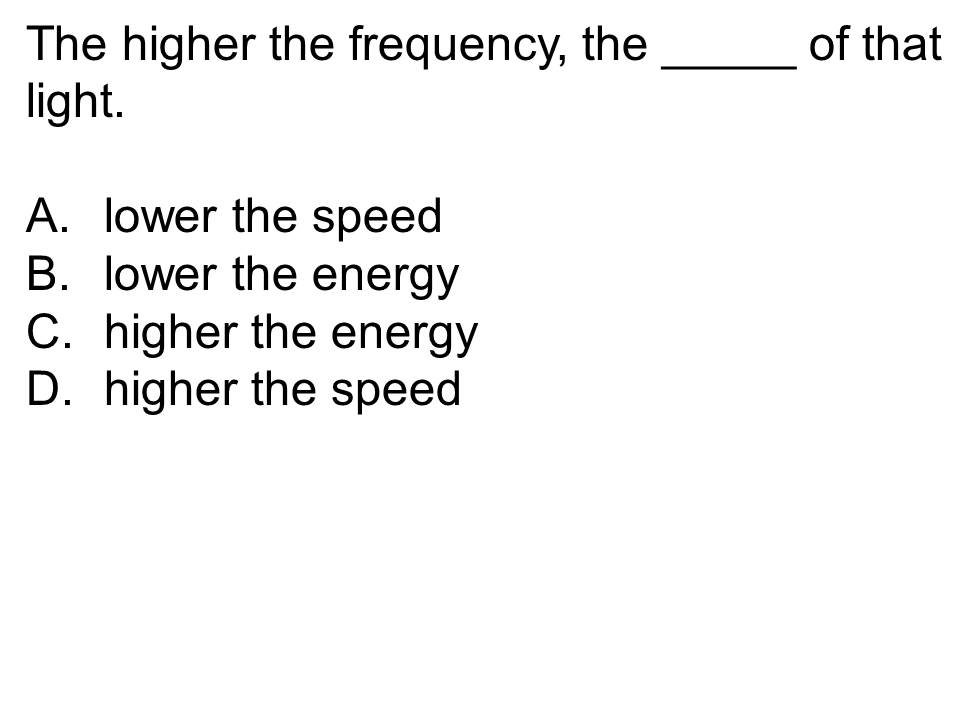 The higher the frequency, the _____ of that
light.
A. lower the speed
B. lower the energy
C. higher the energy
D. higher the speed